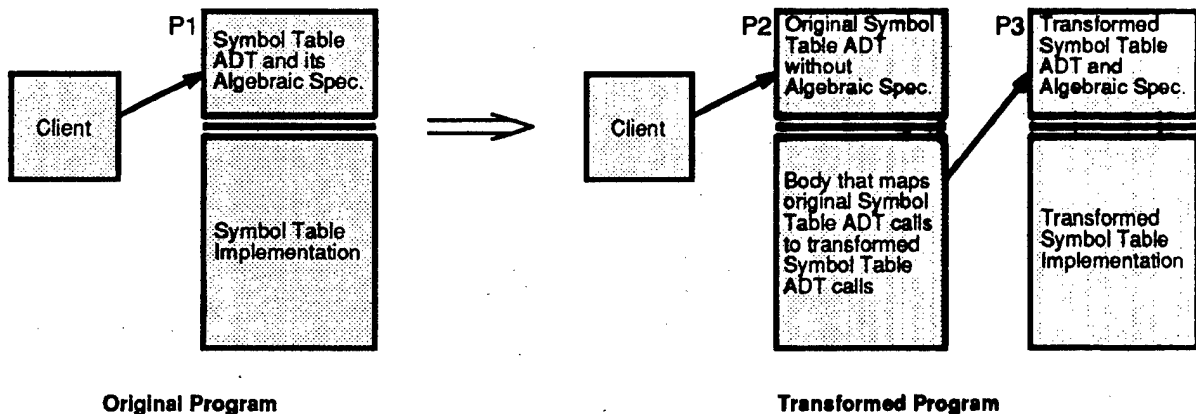 P1
Symbol Table
ADT and its
Algebraic Spec.
Client
Symbol Table
Implementation
P2
Original Symbol
Table ADT
without
Algebraic Spec.
P3
Transformed
Symbol Table
ADT and
Algebraic Spec.
Client
Body that maps
original Symbol
Table ADT calls
to transformed
Symbol Table
ADT calls
Transformed
Symbol Table
Implementation
Original Program
Transformed Program